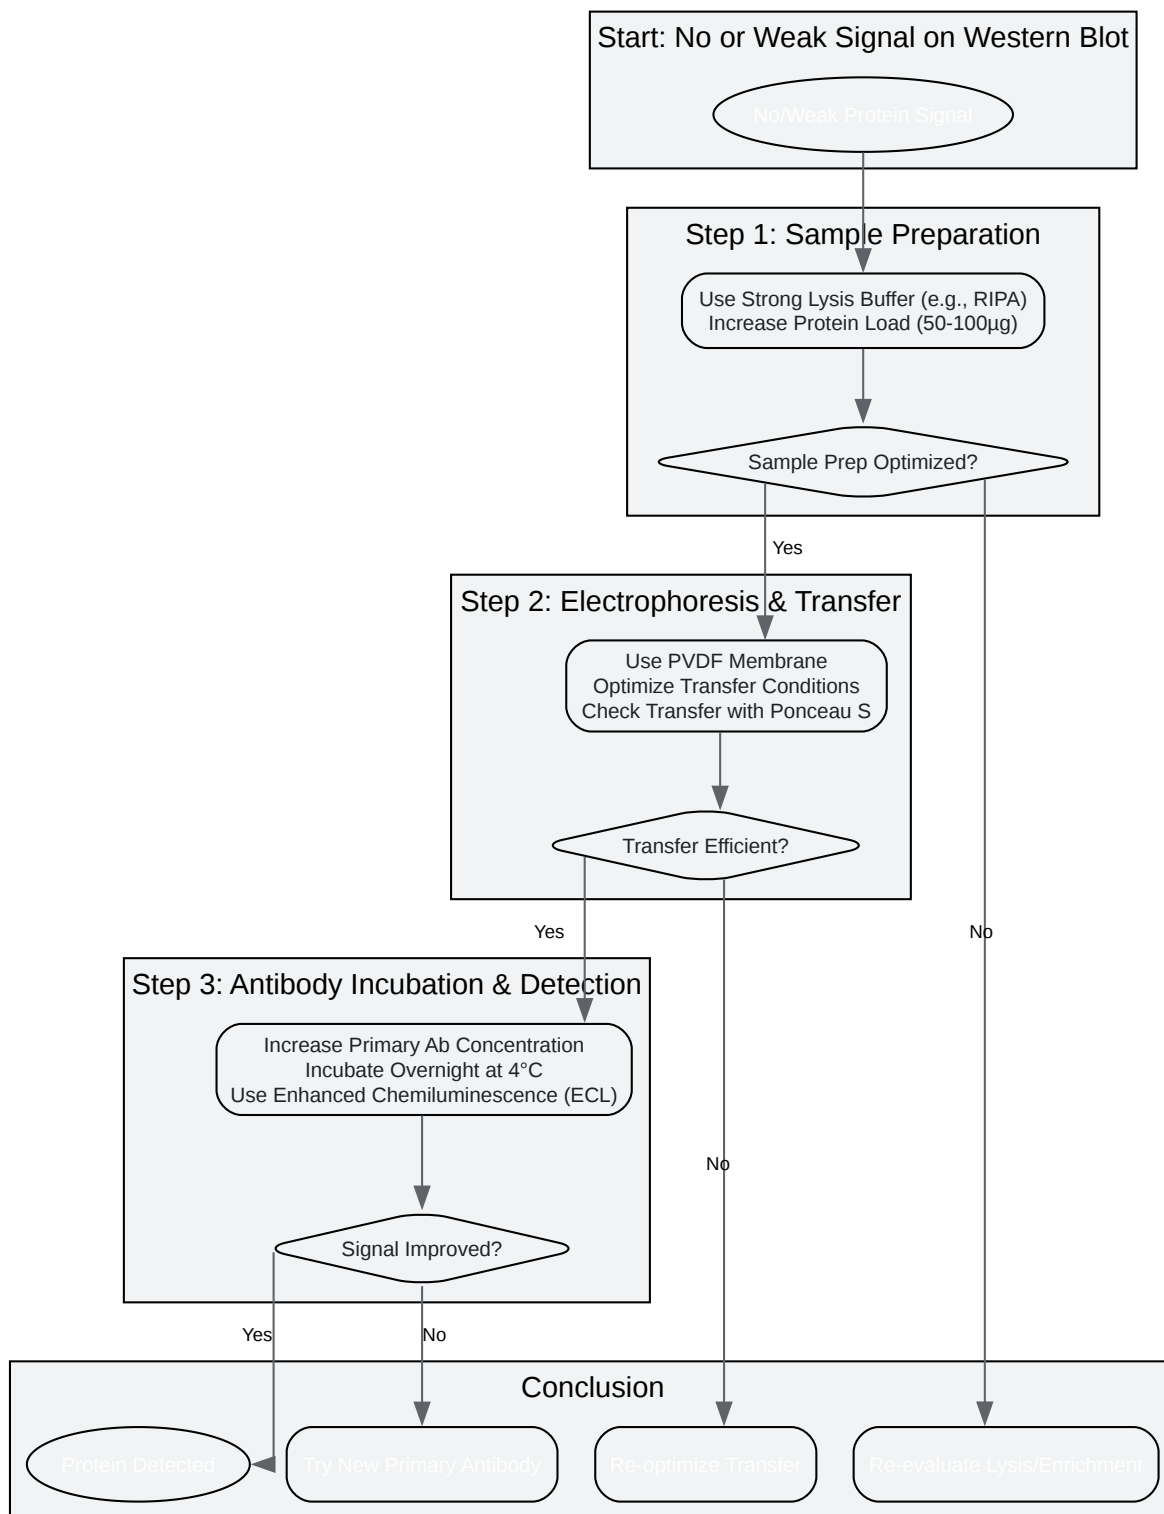 Start: No or Weak Signal on Western Blot
No/Weak Protein Signal
Step 1: Sample Preparation
Use Strong Lysis Buffer (e.g., RIPA)
Increase Protein Load (50-100µg)
Sample Prep Optimized?
Yes
Step 2: Electrophoresis & Transfer
Use PVDF Membrane
Optimize Transfer Conditions
Check Transfer with Ponceau S
Transfer Efficient?
Yes
No
Step 3: Antibody Incubation & Detection
Increase Primary Ab Concentration
Incubate Overnight at 4°C
Use Enhanced Chemiluminescence (ECL)
No
Signal Improved?
Yes
No
Conclusion
Protein Detected
Try New Primary Antibody
Re-optimize Transfer
Re-evaluate Lysis/Enrichment